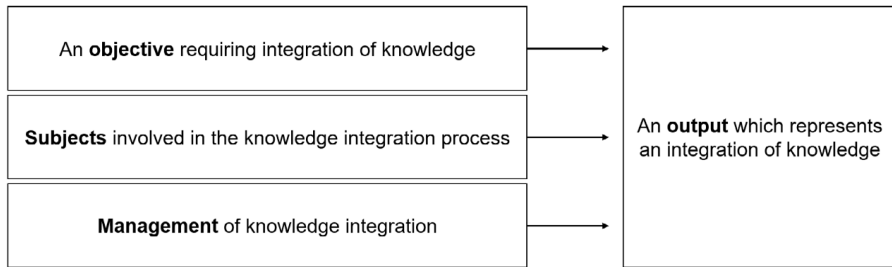 An objective requiring integration of knowledge
Subjects involved in the knowledge integration process
Management of knowledge integration
An output which represents
an integration of knowledge